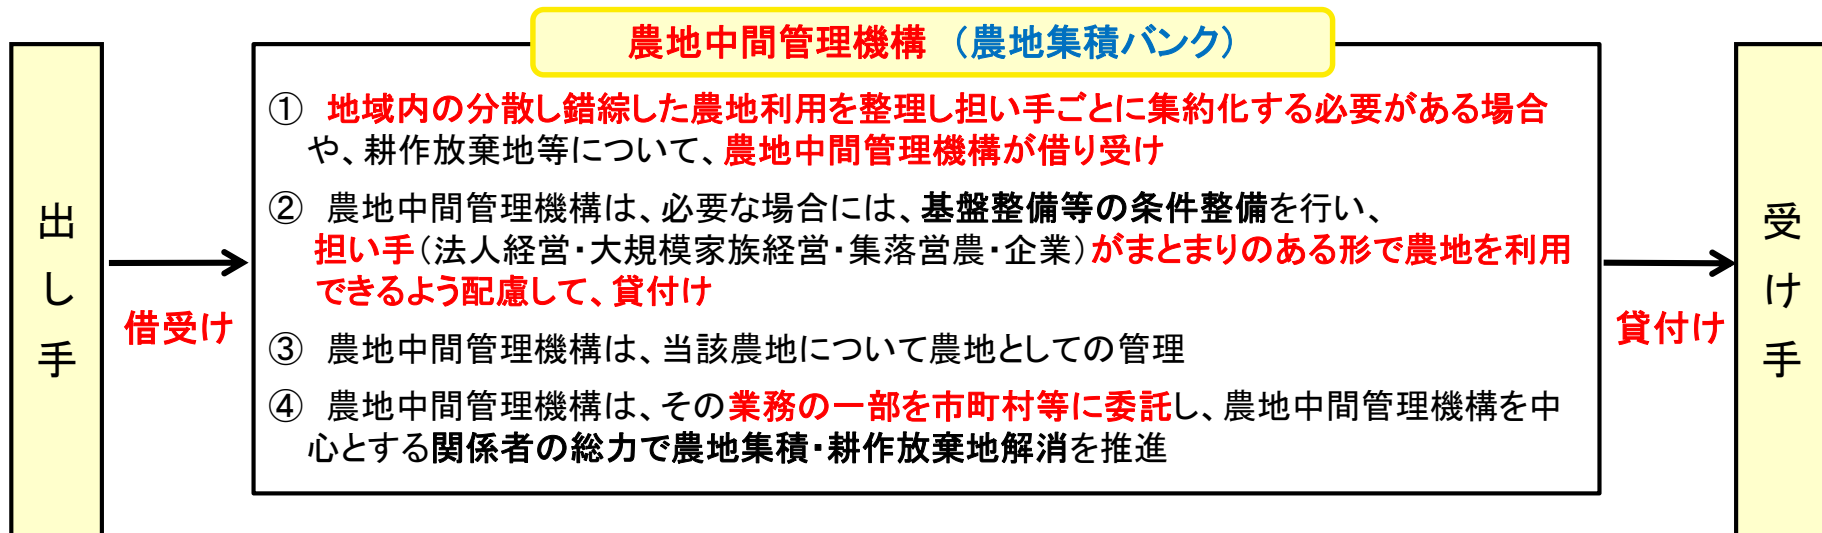 農地中間管理機構 （農地集積バンク）
① 地域内の分散し錯綜した農地利用を整理し担い手ごとに集約化する必要がある場合
や、耕作放棄地等について、農地中間管理機構が借り受け
② 農地中間管理機構は、必要な場合には、基盤整備等の条件整備を行い、
担い手（法人経営・大規模家族経営・集落営農・企業）がまとまりのある形で農地を利用
できるよう配慮して、貸付け
③ 農地中間管理機構は、当該農地について農地としての管理
④ 農地中間管理機構は、その業務の一部を市町村等に委託し、農地中間管理機構を中
心とする関係者の総力で農地集積・耕作放棄地解消を推進
出し手
借受け
貸付け
受け手